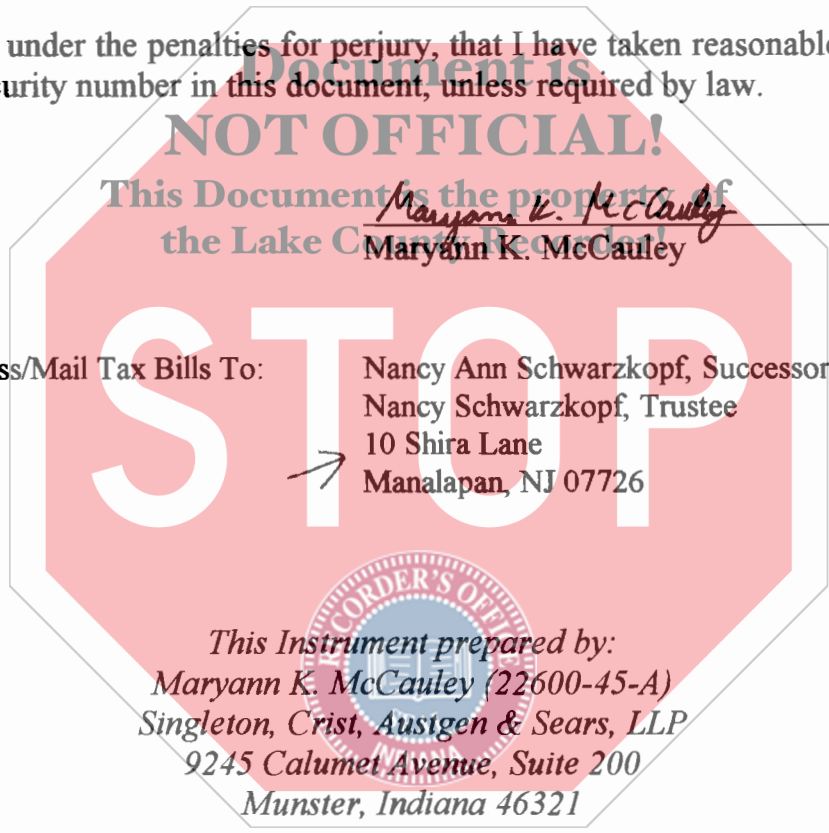 under the penalties for perjury, that I have taken reasonable
urity number in this document, unless required by law.
Document is
NOT OFFICIAL!
This Document is the property of
the Lake County Recorder!
Maryann K. McCauley
Maryann K. McCauley
STOP
ss/Mail Tax Bills To:
Nancy Ann Schwarzkopf, Successor
Nancy Schwarzkopf, Trustee
10 Shira Lane
Manalapan, NJ 07726
RECORDER'S OFFICE
INDIANA
This Instrument prepared by:
Maryann K. McCauley (22600-45-A)
Singleton, Crist, Austgen & Sears, LLP
9245 Calumet Avenue, Suite 200
Munster, Indiana 46321